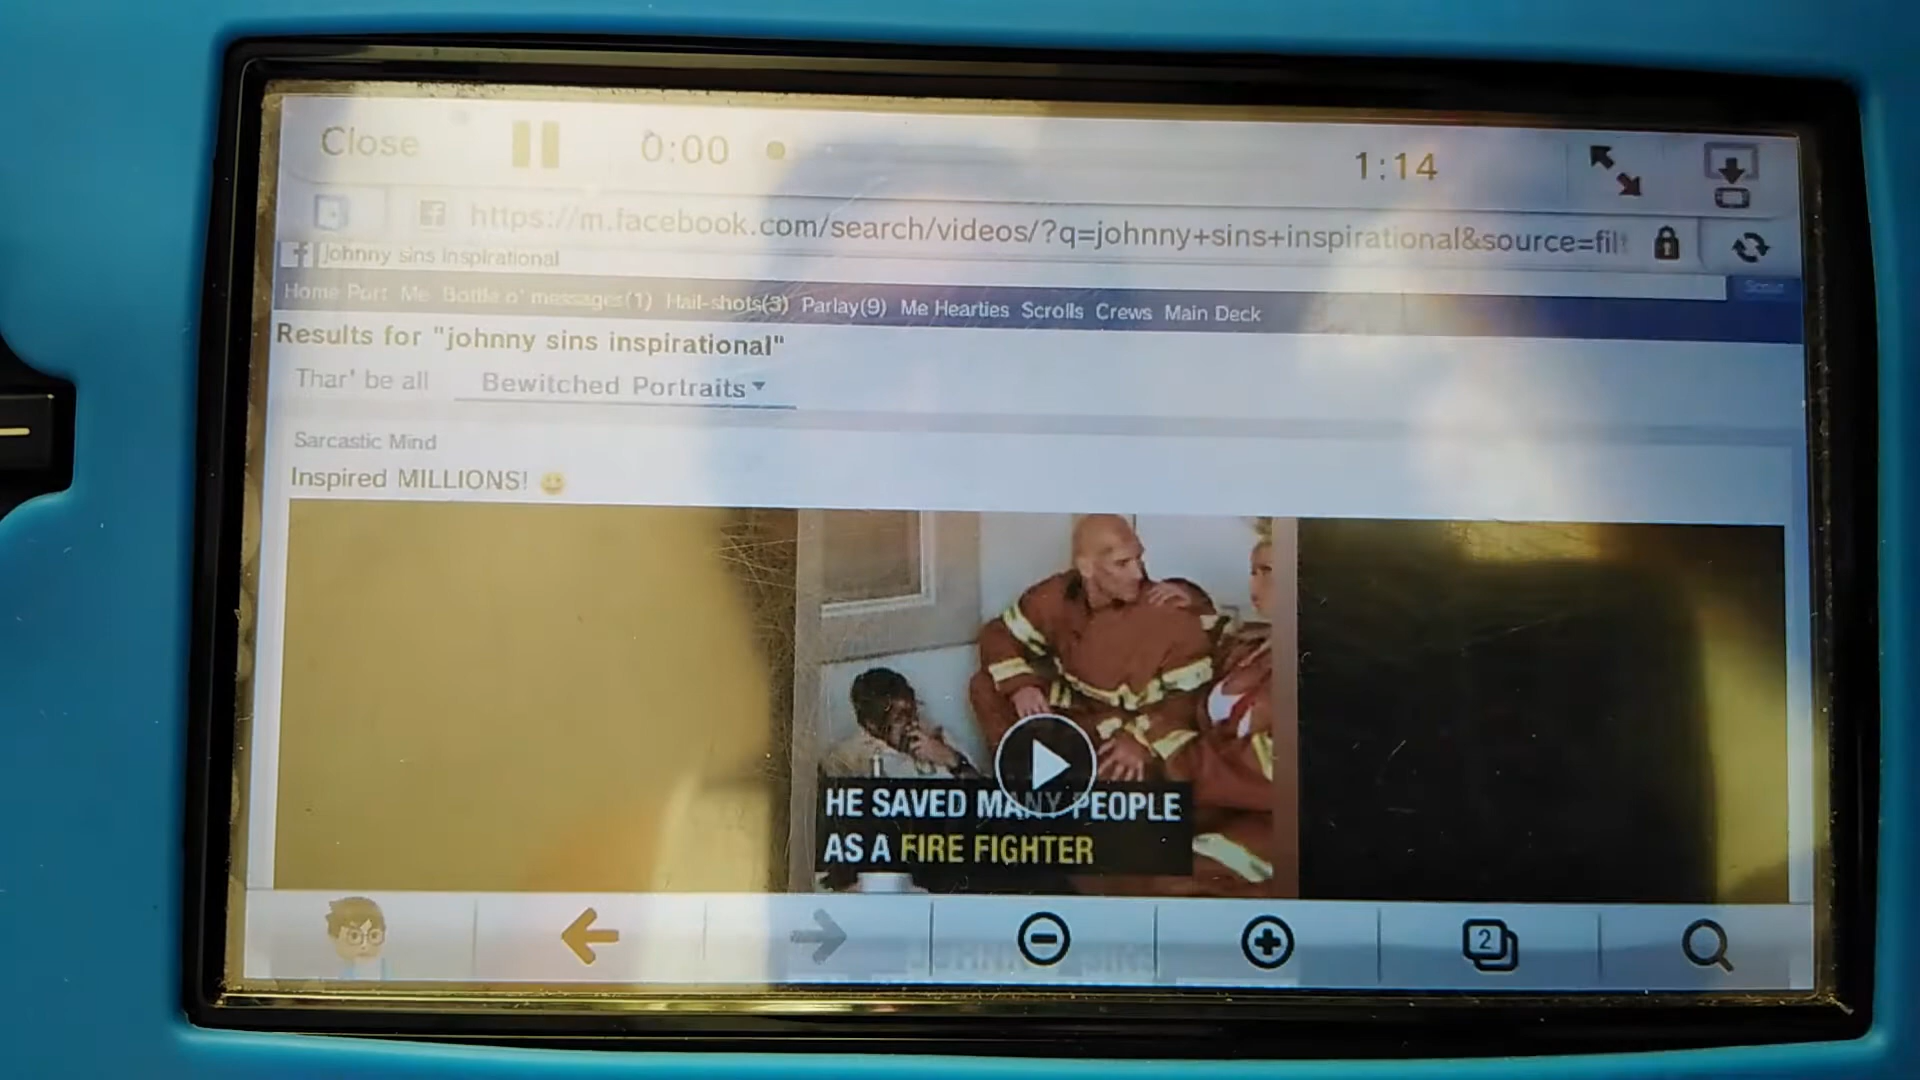 Close 0:00 1:14
https://m.facebook.com/search/videos/?q=johnny+sins+inspirational&source=filt
johnny sins inspirational
Home Port Me Bottle o' messages(1) Hail-shots(3) Parlay(9) Me Hearties Scrolls Crews Main Deck
Results for "johnny sins inspirational"
Thar' be all Bewitched Portraits
Sarcastic Mind
Inspired MILLIONS! 😀
HE SAVED MANY PEOPLE
AS A FIRE FIGHTER
2